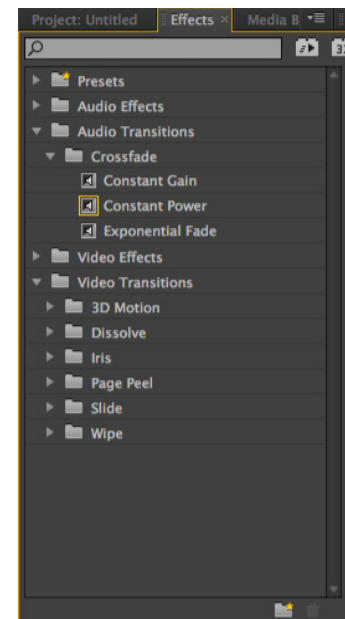 Project: Untitled Effects × Media B
Presets
Audio Effects
Audio Transitions
Crossfade
Constant Gain
Constant Power
Exponential Fade
Video Effects
Video Transitions
3D Motion
Dissolve
Iris
Page Peel
Slide
Wipe